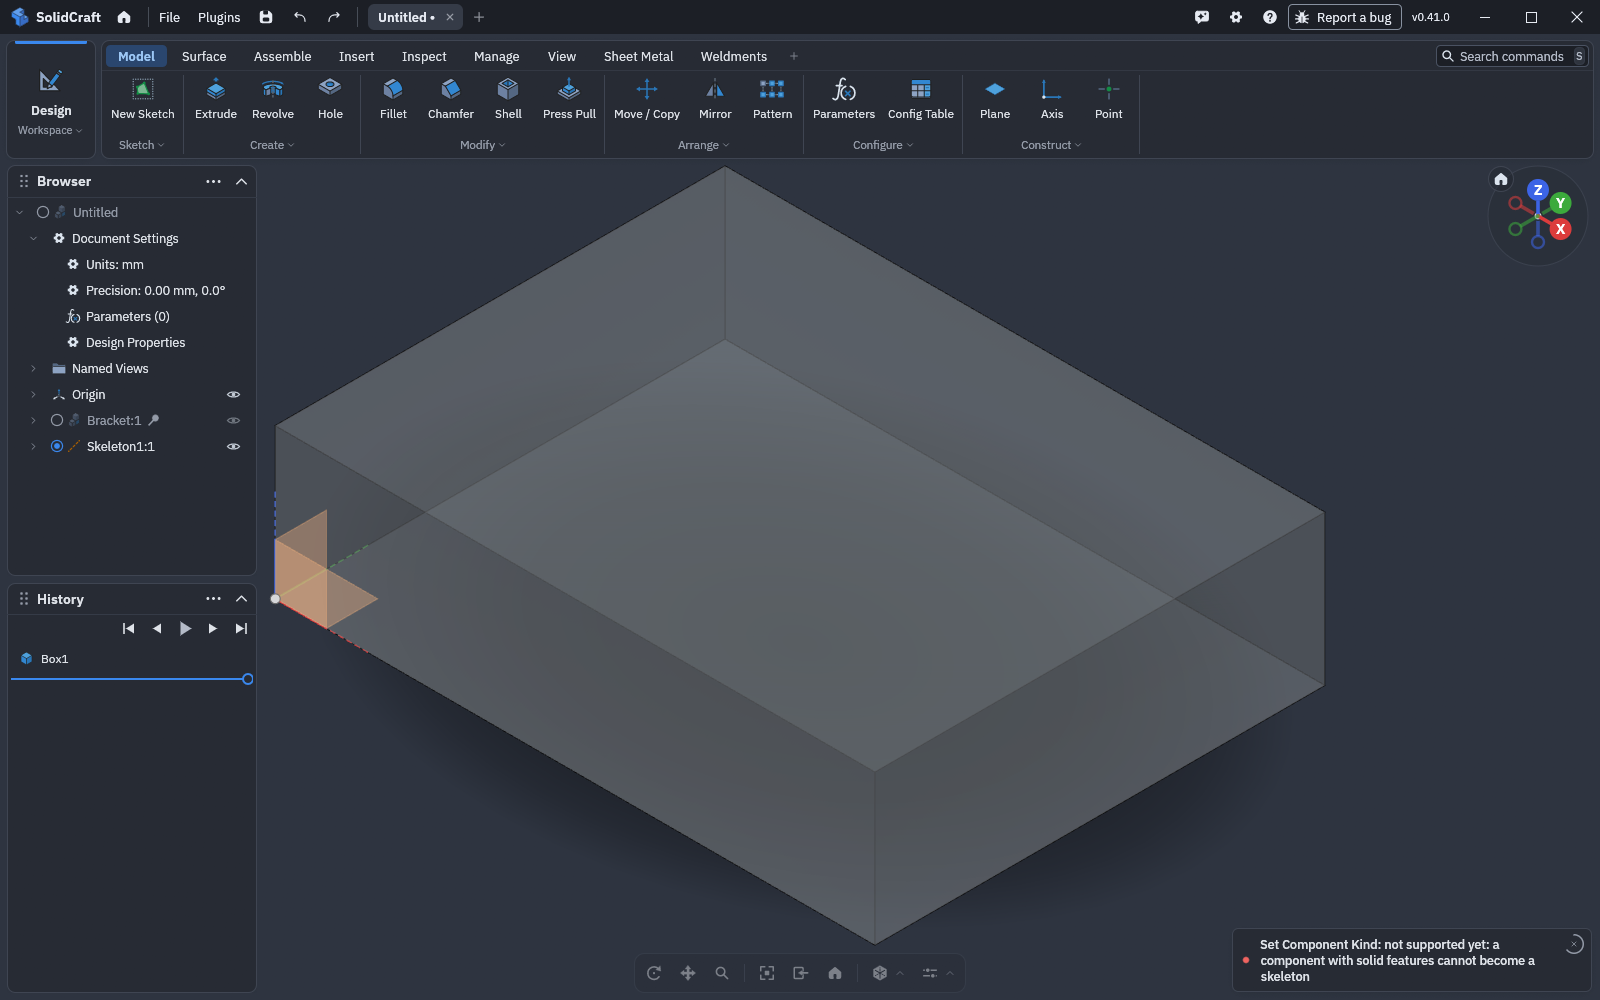 SolidCraft
File
Plugins
Untitled •
Report a bug
v0.41.0
Design
Workspace
Model
Surface
Assemble
Insert
Inspect
Manage
View
Sheet Metal
Weldments
Search commands
S
New Sketch
Extrude
Revolve
Hole
Fillet
Chamfer
Shell
Press Pull
Move / Copy
Mirror
Pattern
Parameters
Config Table
Plane
Axis
Point
Sketch
Create
Modify
Arrange
Configure
Construct
Browser
Untitled
Document Settings
Units: mm
Precision: 0.00 mm, 0.0°
Parameters (0)
Design Properties
Named Views
Origin
Bracket:1
Skeleton1:1
History
Box1
Z
Y
X
Set Component Kind: not supported yet: a
component with solid features cannot become a
skeleton